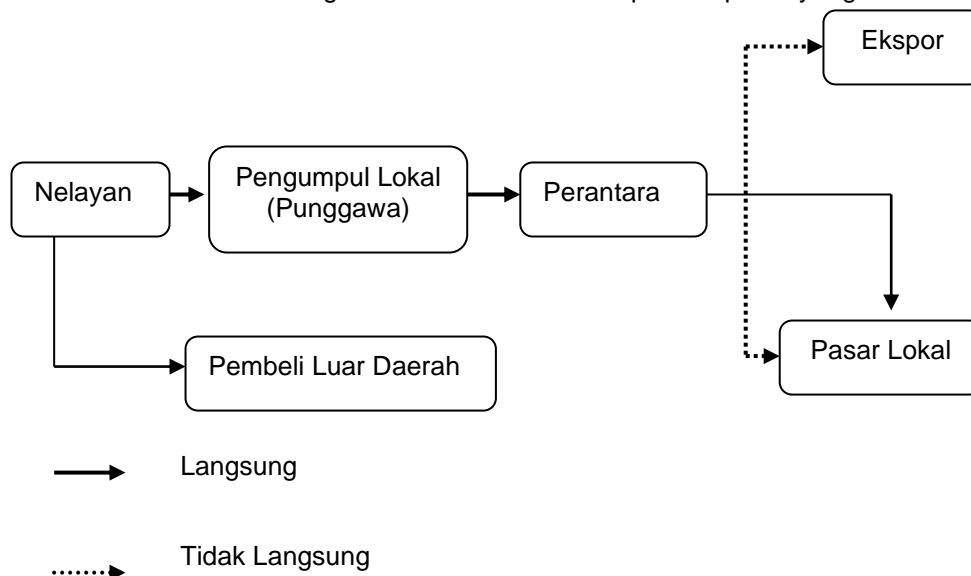 Ekspor
Nelayan
Pengumpul Lokal
(Punggawa)
Perantara
Pembeli Luar Daerah
Pasar Lokal
Langsung
Tidak Langsung